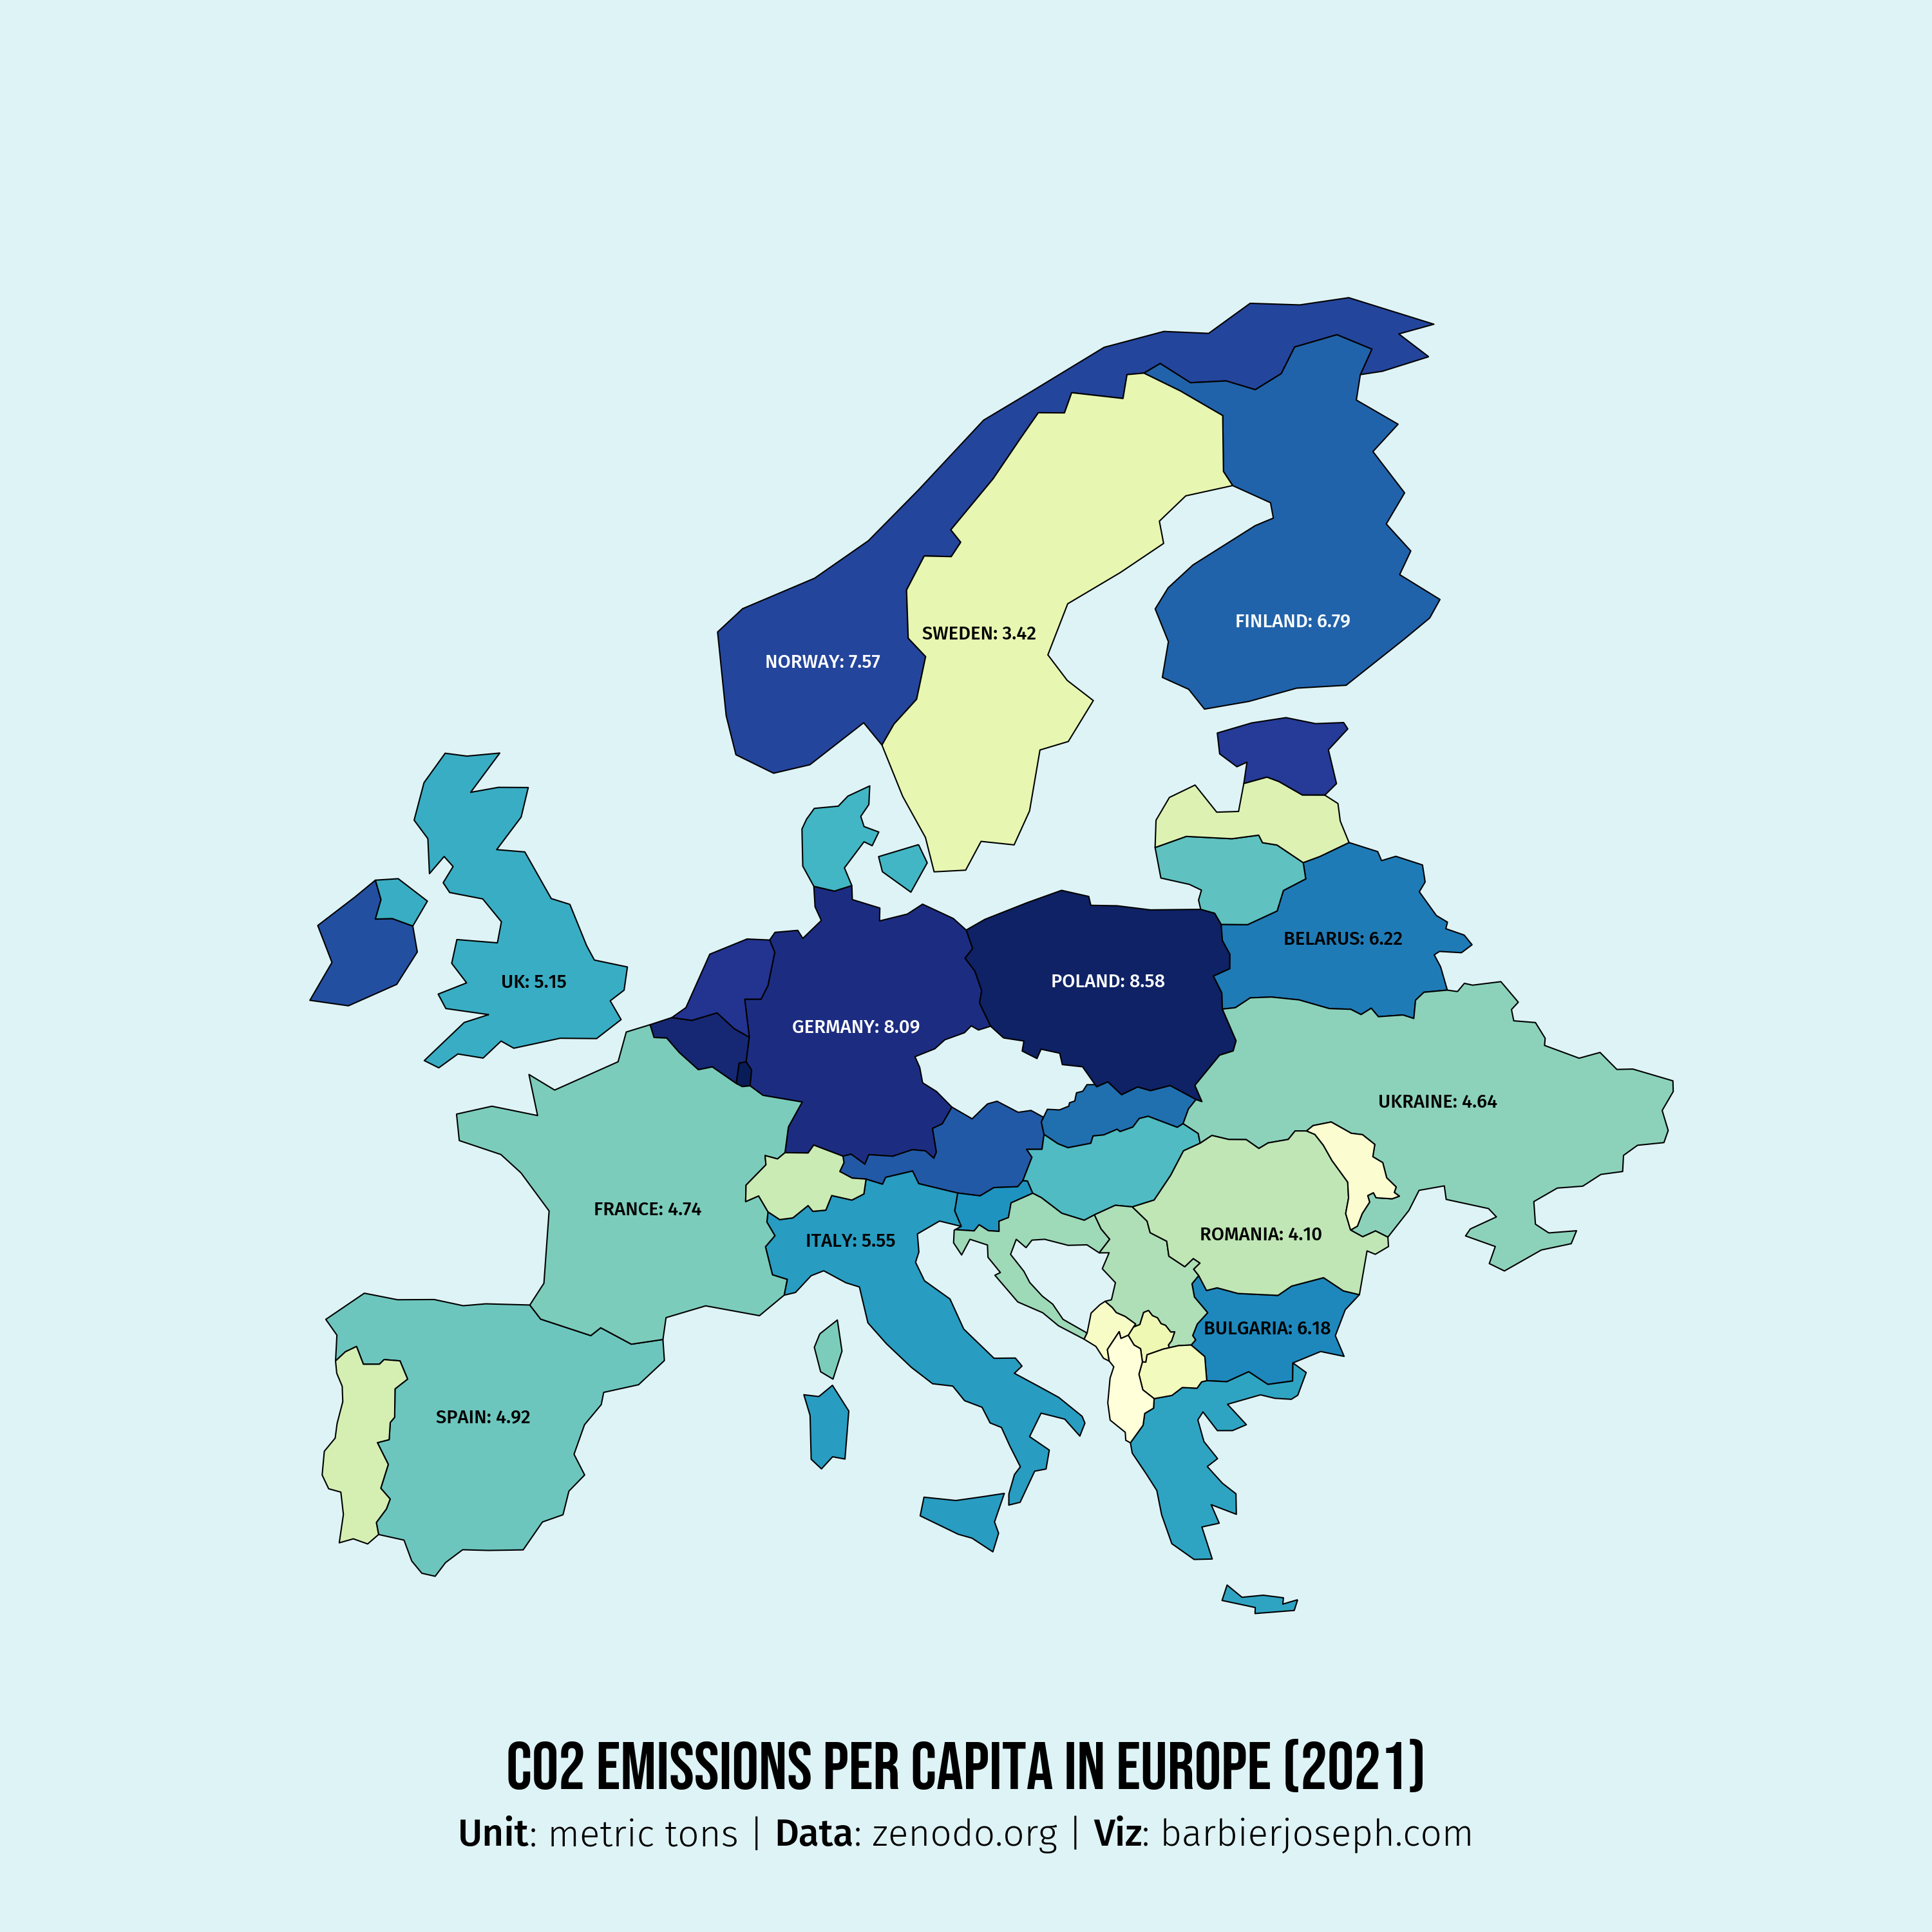 FINLAND: 6.79
SWEDEN: 3.42
NORWAY: 7.57
BELARUS: 6.22
UK: 5.15
POLAND: 8.58
GERMANY: 8.09
UKRAINE: 4.64
FRANCE: 4.74
ROMANIA: 4.10
ITALY: 5.55
BULGARIA: 6.18
SPAIN: 4.92
CO2 EMISSIONS PER CAPITA IN EUROPE (2021)
Unit: metric tons | Data: zenodo.org | Viz: barbierjoseph.com